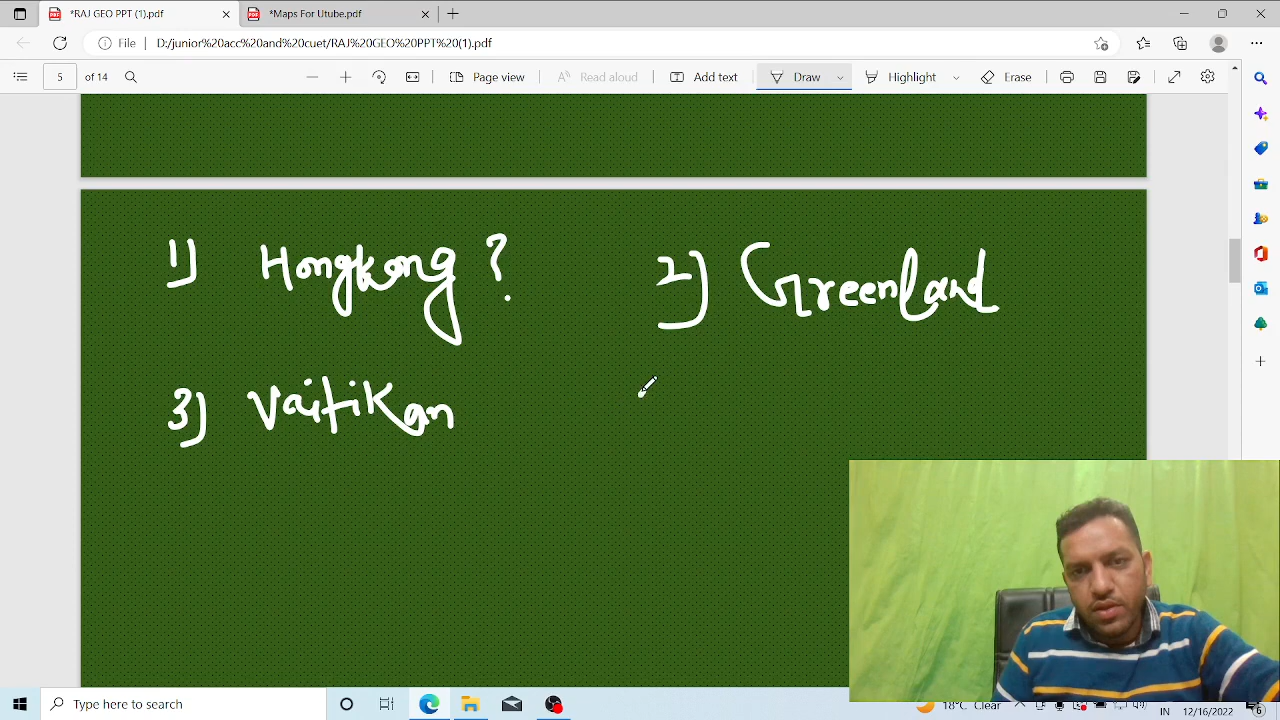 *RAJ GEO PPT (1).pdf
*Maps For Utube.pdf
File D:/junior%20acc%20and%20cuet/RAJ%20GEO%20PPT%20(1).pdf
5 of 14 Page view Read aloud Add text Draw Highlight Erase
1) Hongkong ? 2) Greenland
3) Vaitikan
Type here to search
18°C Clear IN 12/16/2022 6